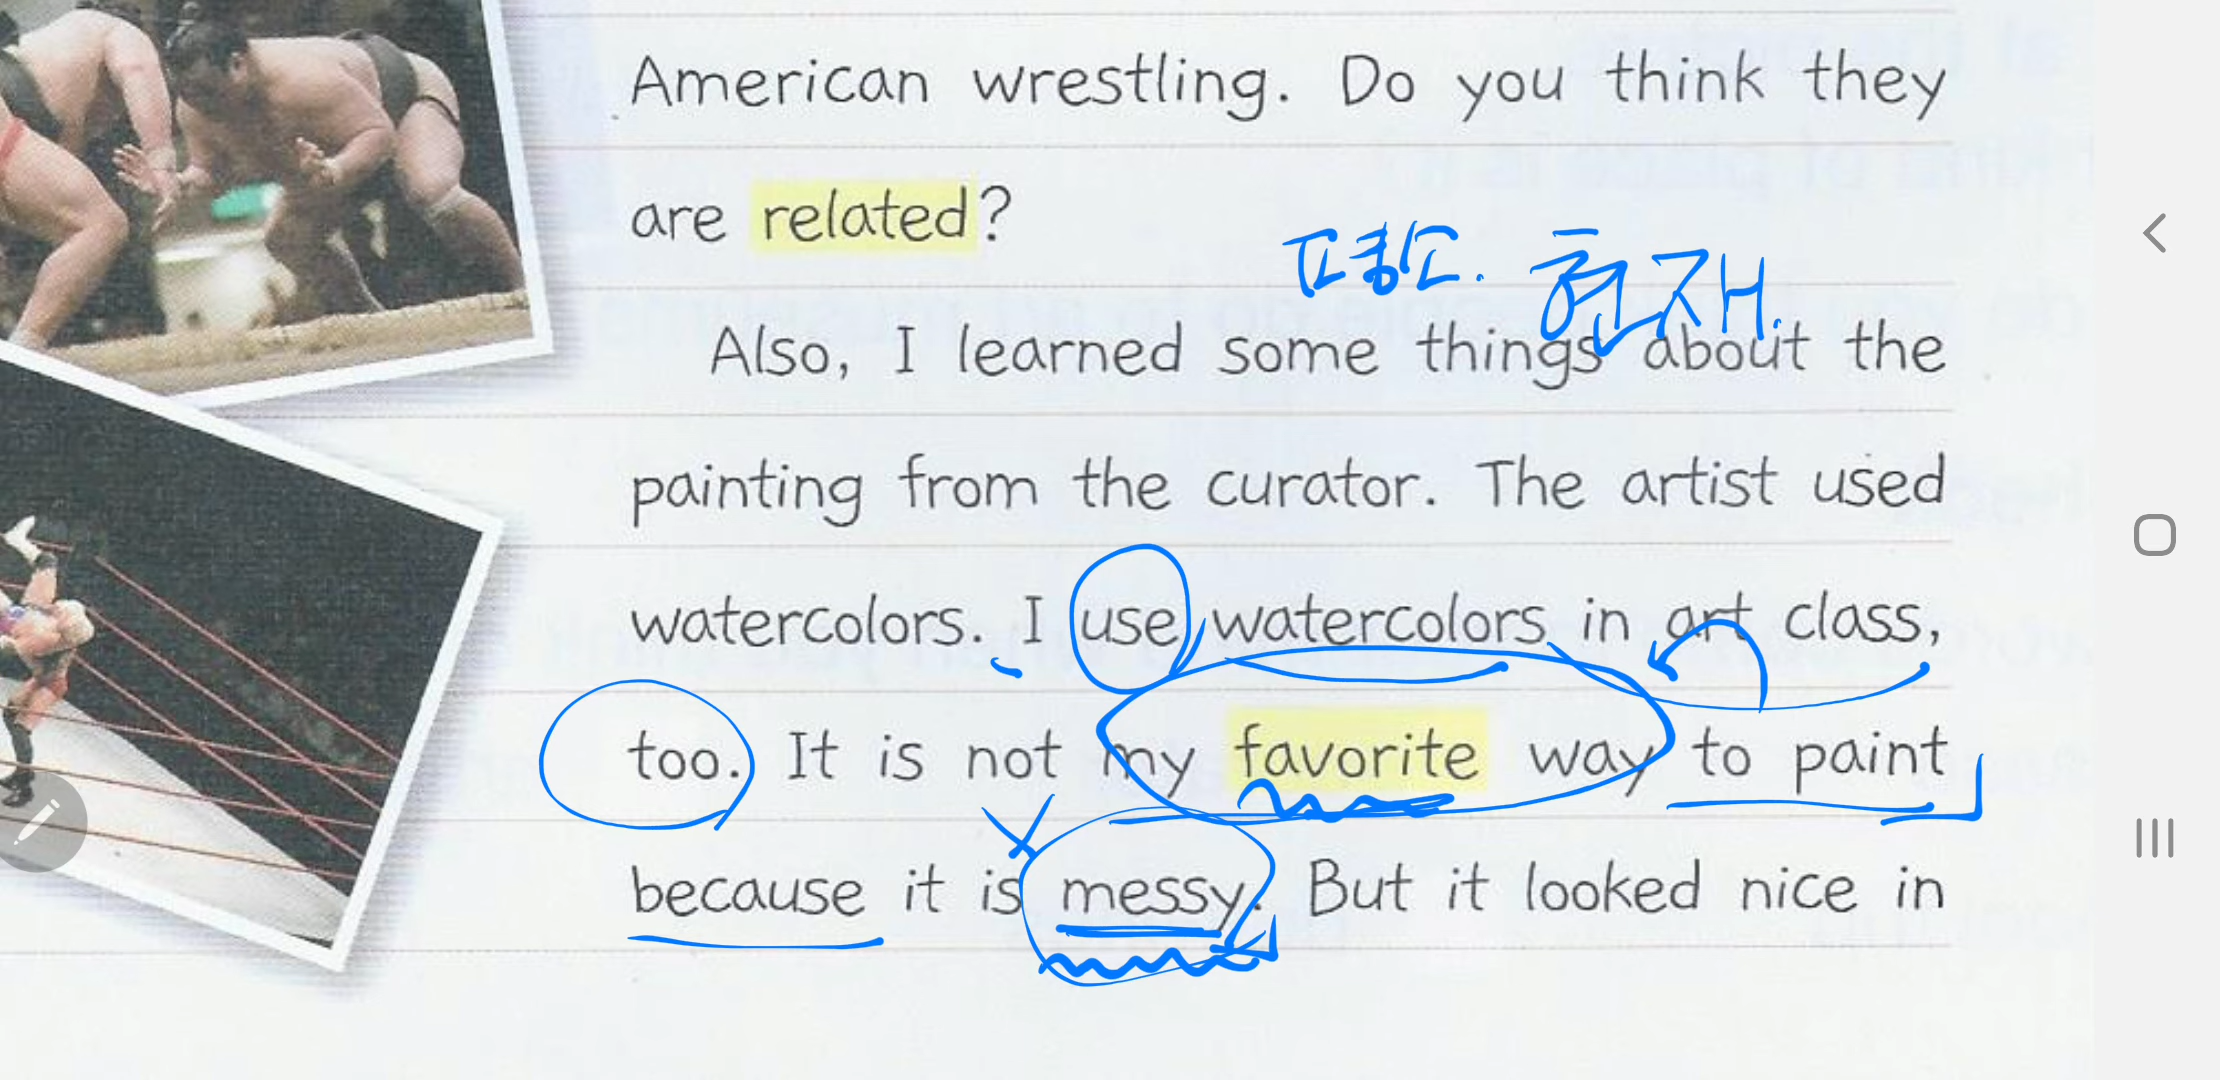 American wrestling. Do you think they
are related?
평소. 현재.
Also, I learned some things about the
painting from the curator. The artist used
watercolors. I use watercolors in art class,
too. It is not my favorite way to paint
because it is messy. But it looked nice in